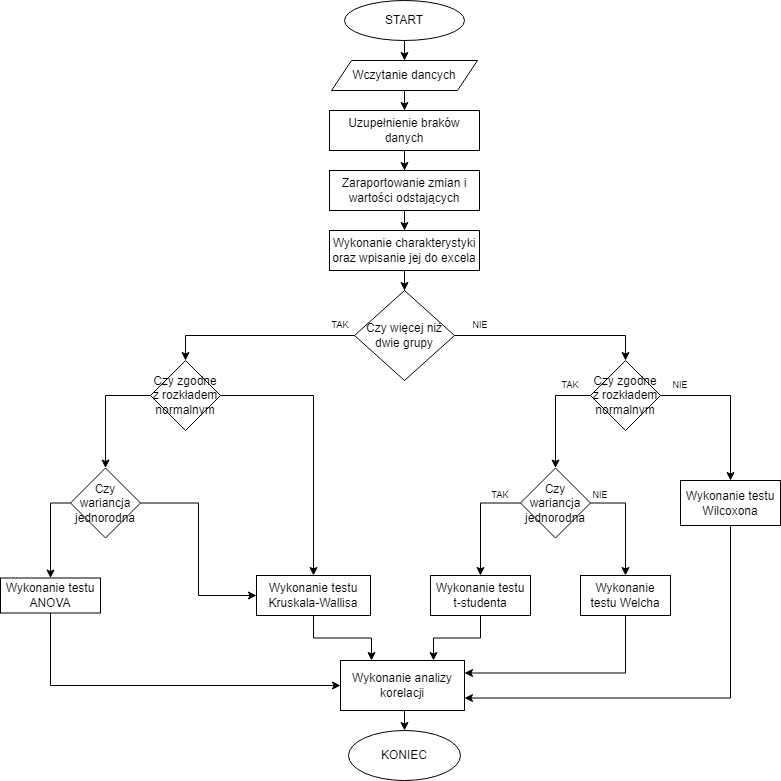 START
Wczytanie dancych
Uzupełnienie braków
danych
Zaraportowanie zmian i
wartości odstających
Wykonanie charakterystyki
oraz wpisanie jej do excela
TAK
Czy więcej niż
dwie grupy
NIE
Czy zgodne
z rozkładem
normalnym
TAK
Czy zgodne
z rozkładem
normalnym
NIE
Czy
wariancja
jednorodna
TAK
Czy
wariancja
jednorodna
NIE
Wykonanie testu
Wilcoxona
Wykonanie testu
ANOVA
Wykonanie testu
Kruskala-Wallisa
Wykonanie testu
t-studenta
Wykonanie
testu Welcha
Wykonanie analizy
korelacji
KONIEC